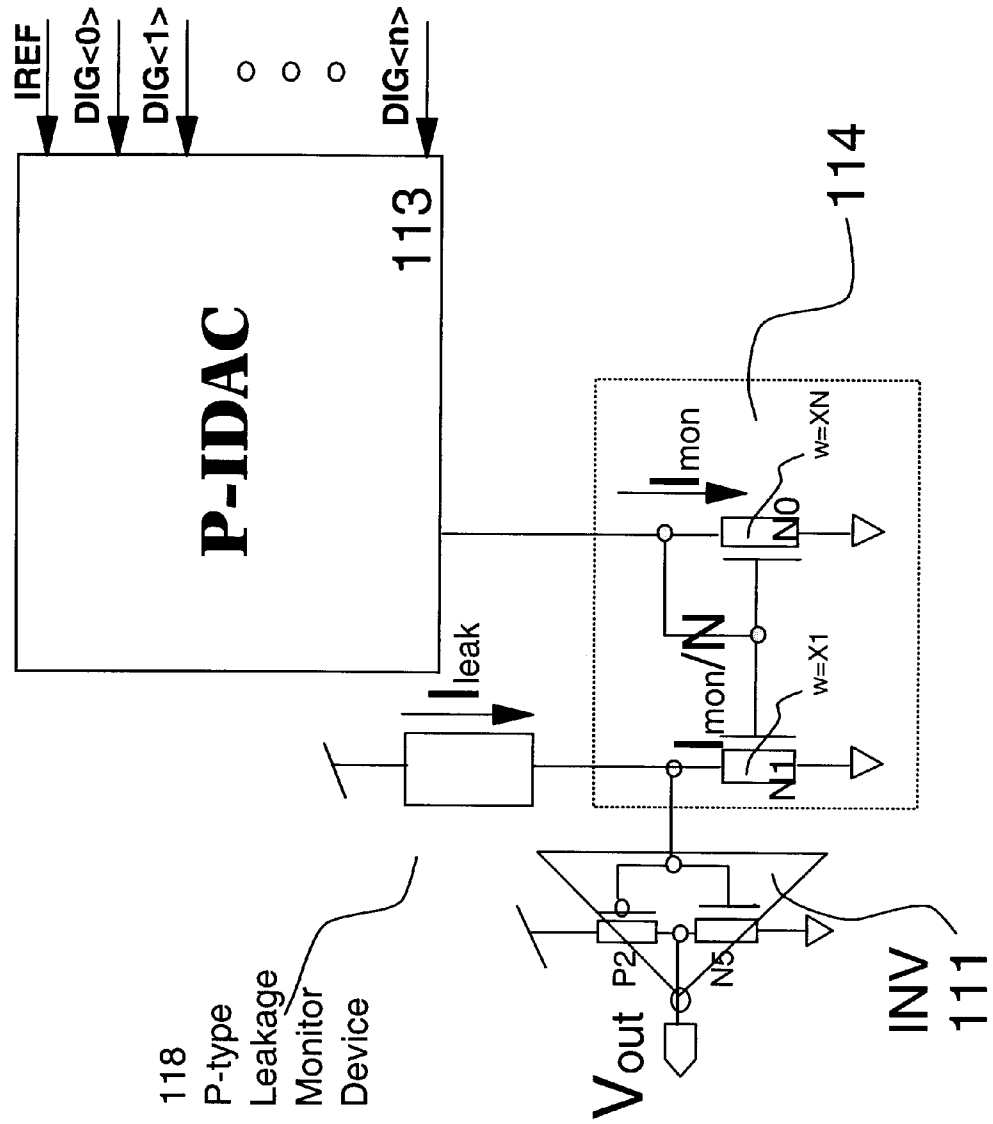 IREF
DIG<0>
DIG<1>
DIG<n>
P-IDAC
113
114
Imon
w=XN
N0
Ileak
Imon/N
w=X1
N1
118
P-type
Leakage
Monitor
Device
P2
N5
Vout
INV
111